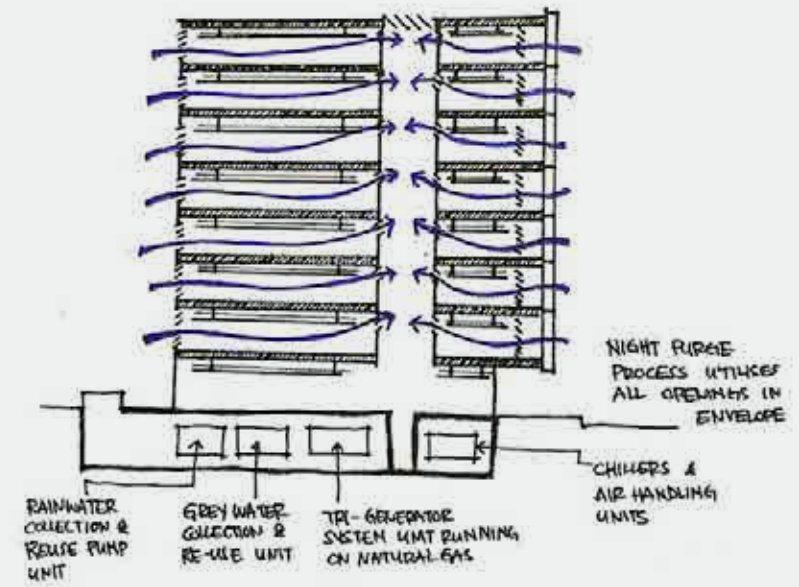 NIGHT PURGE
PROCESS UTILISES
ALL OPENINGS IN
ENVELOPE
CHILLERS &
AIR HANDLING
UNITS
RAINWATER
COLLECTION &
REUSE PUMP
UNIT
GREY WATER
COLLECTION &
RE-USE UNIT
TRI-GENERATOR
SYSTEM UNIT RUNNING
ON NATURAL GAS